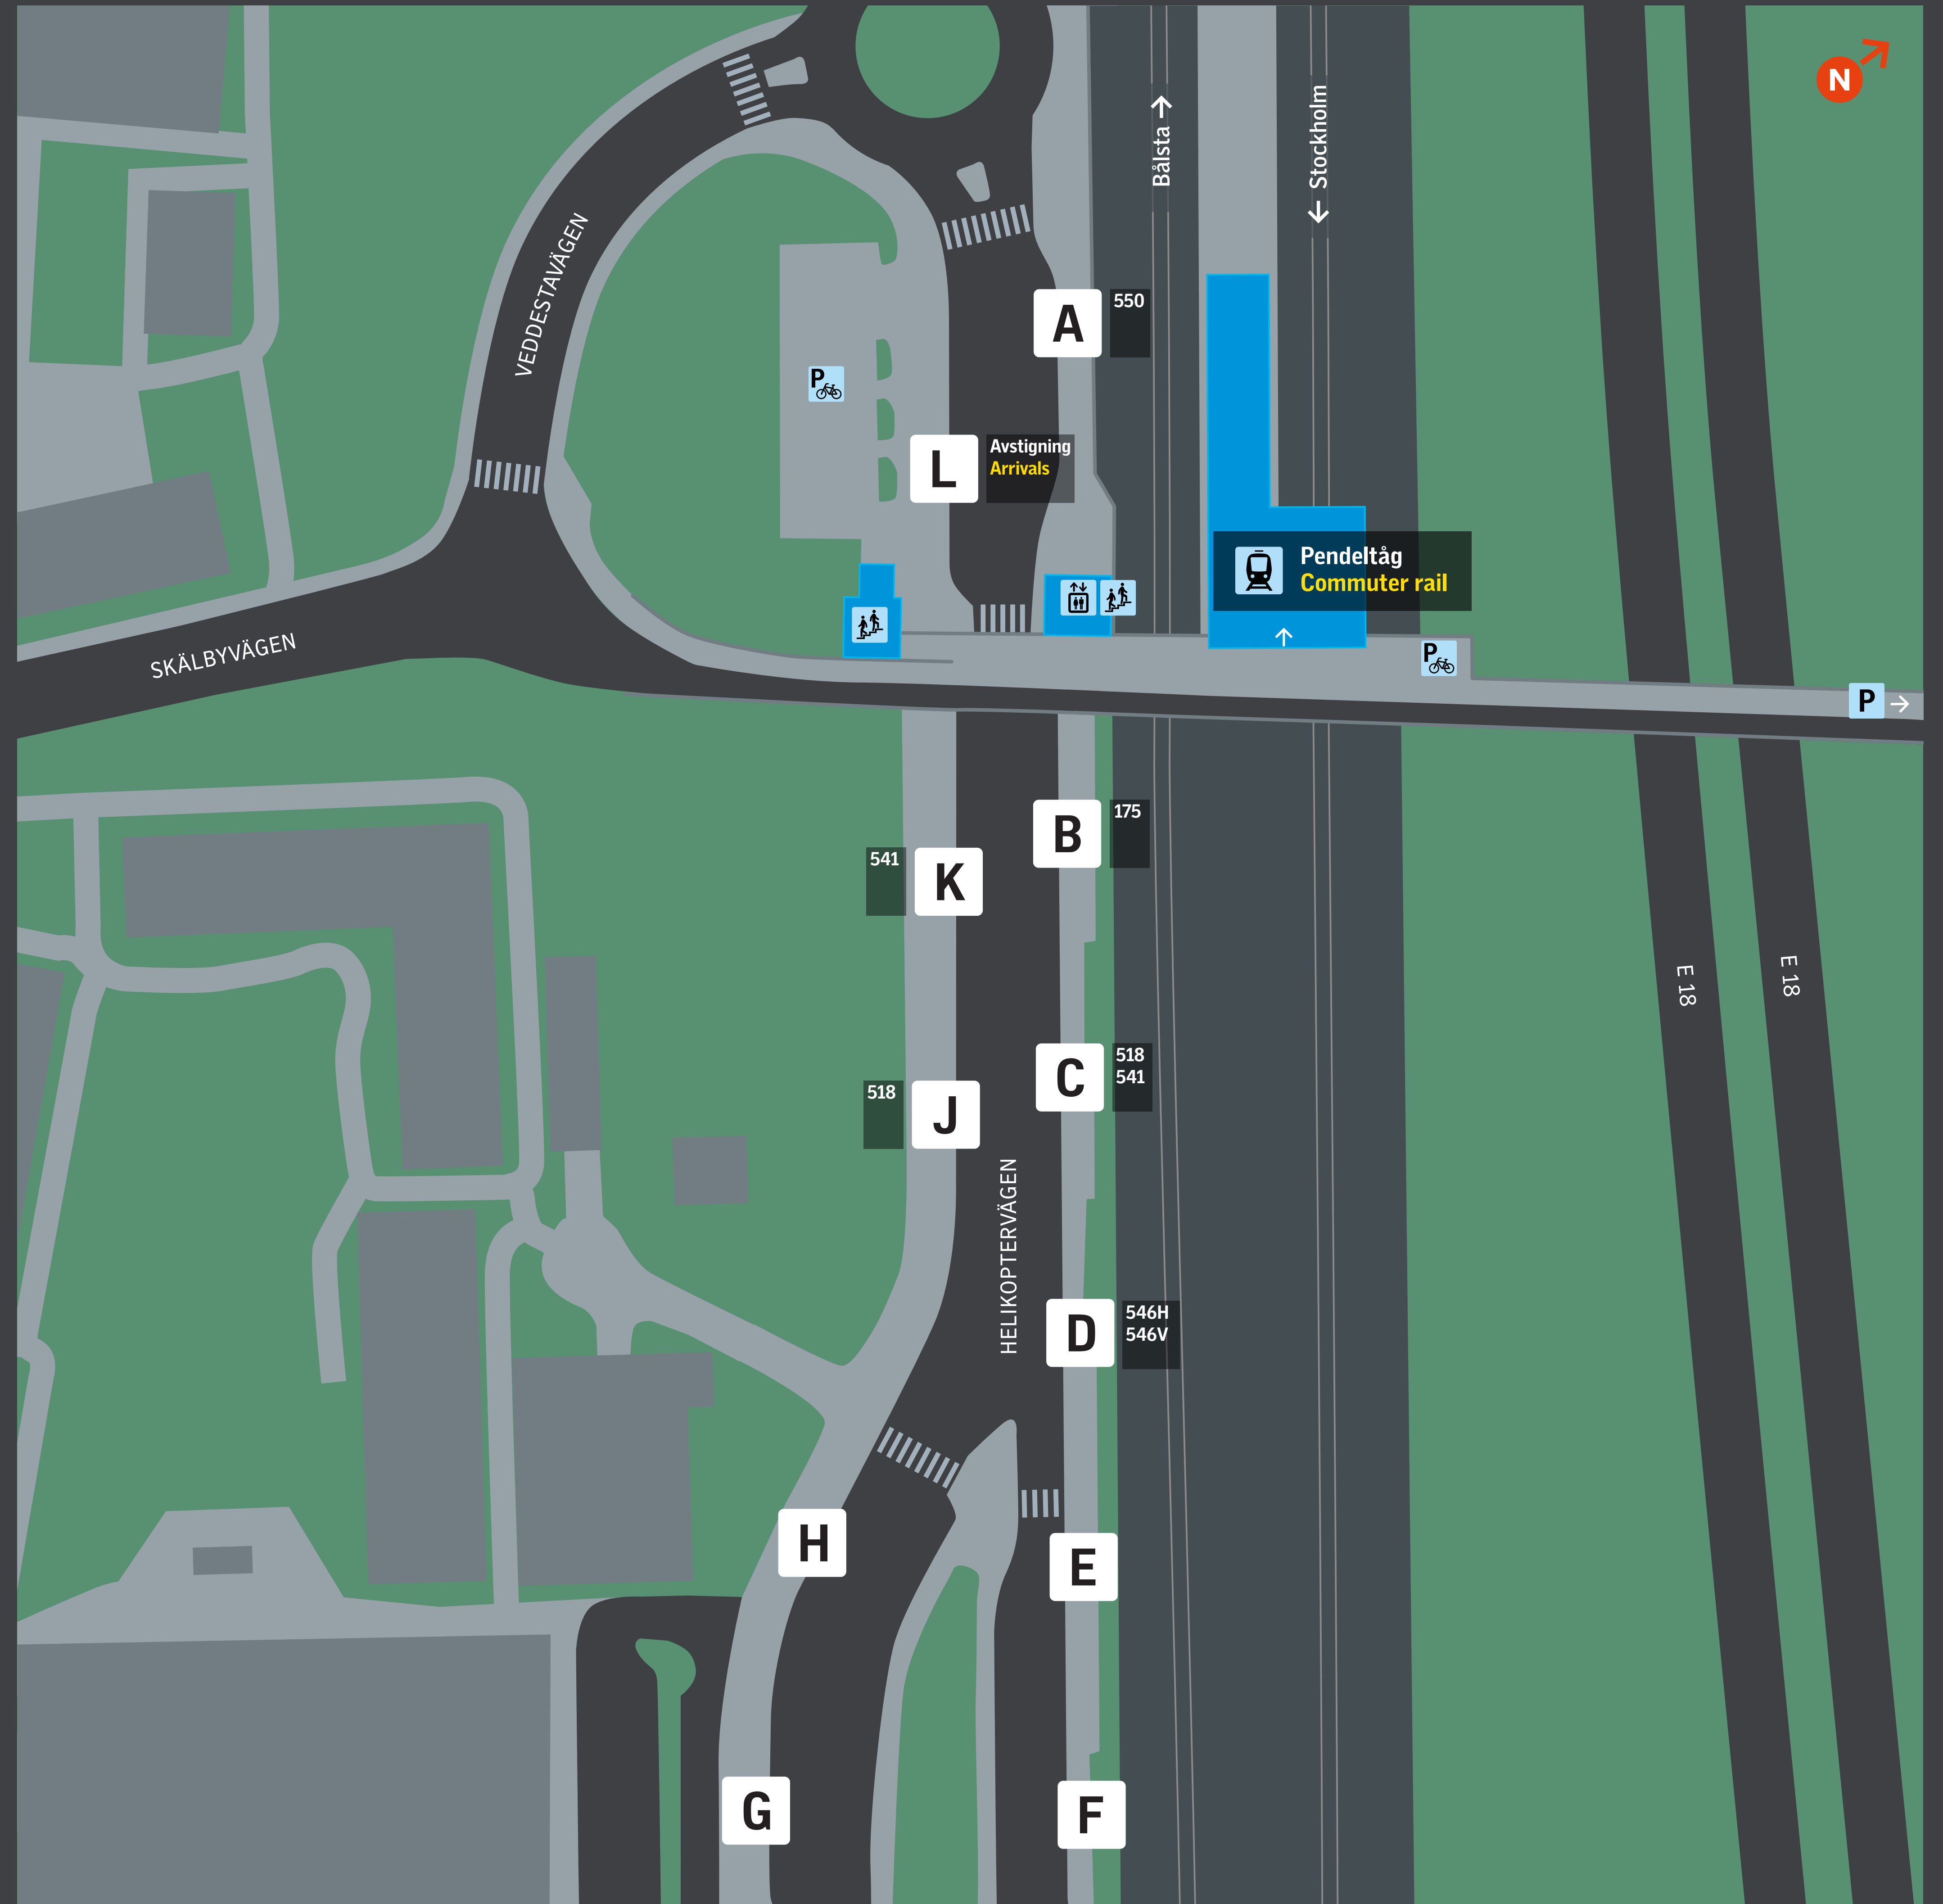 N
Bålsta →
← Stockholm
VEDDESTAVÄGEN
A
550
P
L
Avstigning
Arrivals
Pendeltåg
Commuter rail
SKÄLBYVÄGEN
P
P →
B
175
541
K
E 18
E 18
C
518
541
518
J
HELIKOPTERVÄGEN
D
546H
546V
H
E
G
F